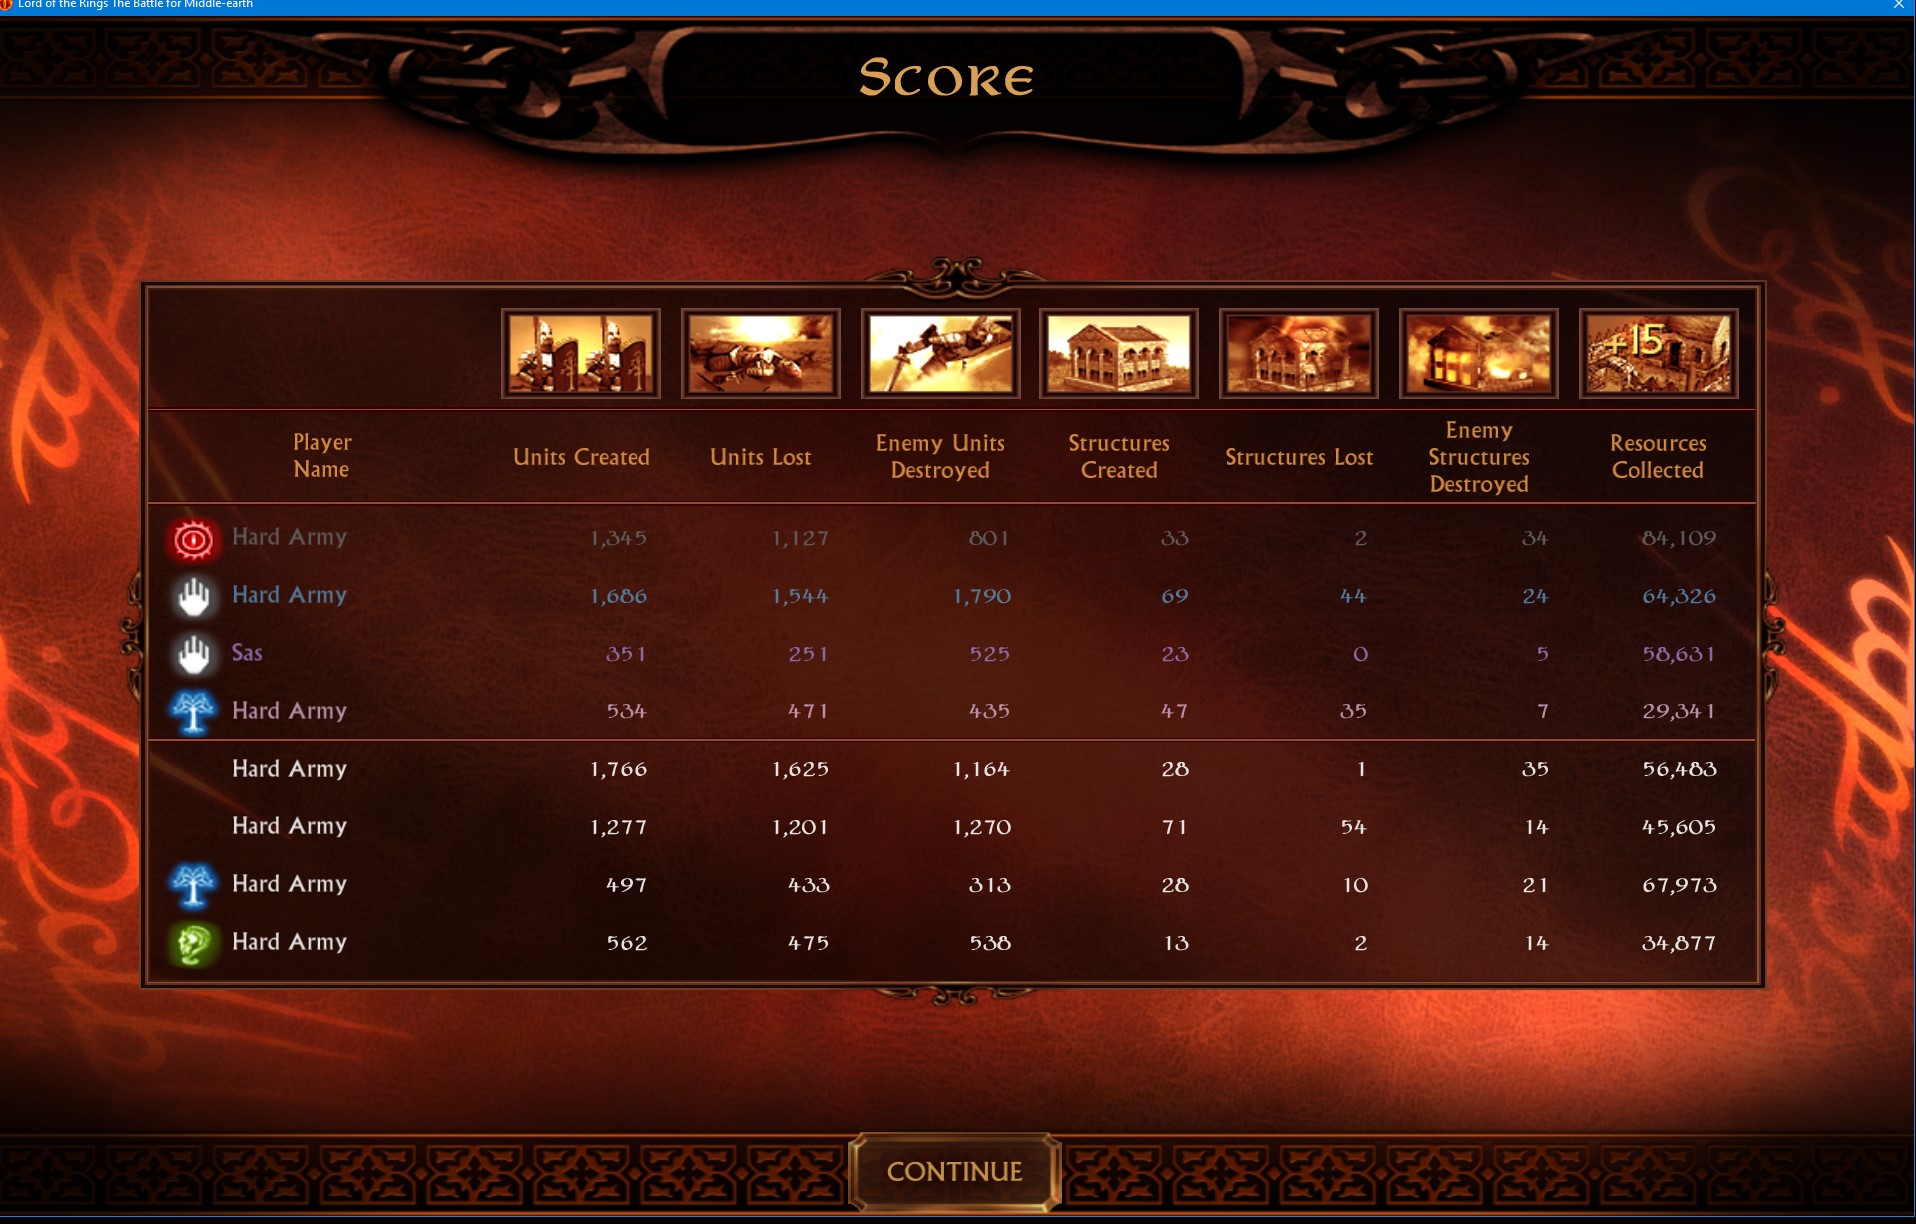 Lord of the Rings The Battle for Middle-earth
Score
+15
Player Name Units Created Units Lost Enemy Units Destroyed Structures Created Structures Lost Enemy Structures Destroyed Resources Collected
Hard Army 1,345 1,127 801 33 2 34 84,109
Hard Army 1,686 1,544 1,790 69 44 24 64,326
Sas 351 251 525 23 0 5 58,631
Hard Army 534 471 435 47 35 7 29,341
Hard Army 1,766 1,625 1,164 28 1 35 56,483
Hard Army 1,277 1,201 1,270 71 54 14 45,605
Hard Army 497 433 313 28 10 21 67,973
Hard Army 562 475 538 13 2 14 34,877
CONTINUE